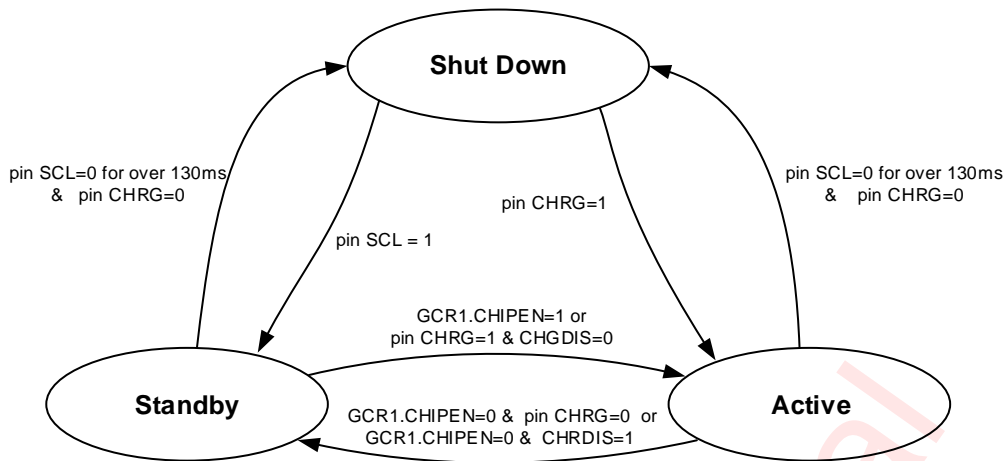 Shut Down
pin SCL=0 for over 130ms
& pin CHRG=0
pin SCL=0 for over 130ms
& pin CHRG=0
pin CHRG=1
pin SCL = 1
GCR1.CHIPEN=1 or
pin CHRG=1 & CHGDIS=0
Standby
Active
GCR1.CHIPEN=0 & pin CHRG=0 or
GCR1.CHIPEN=0 & CHRDIS=1